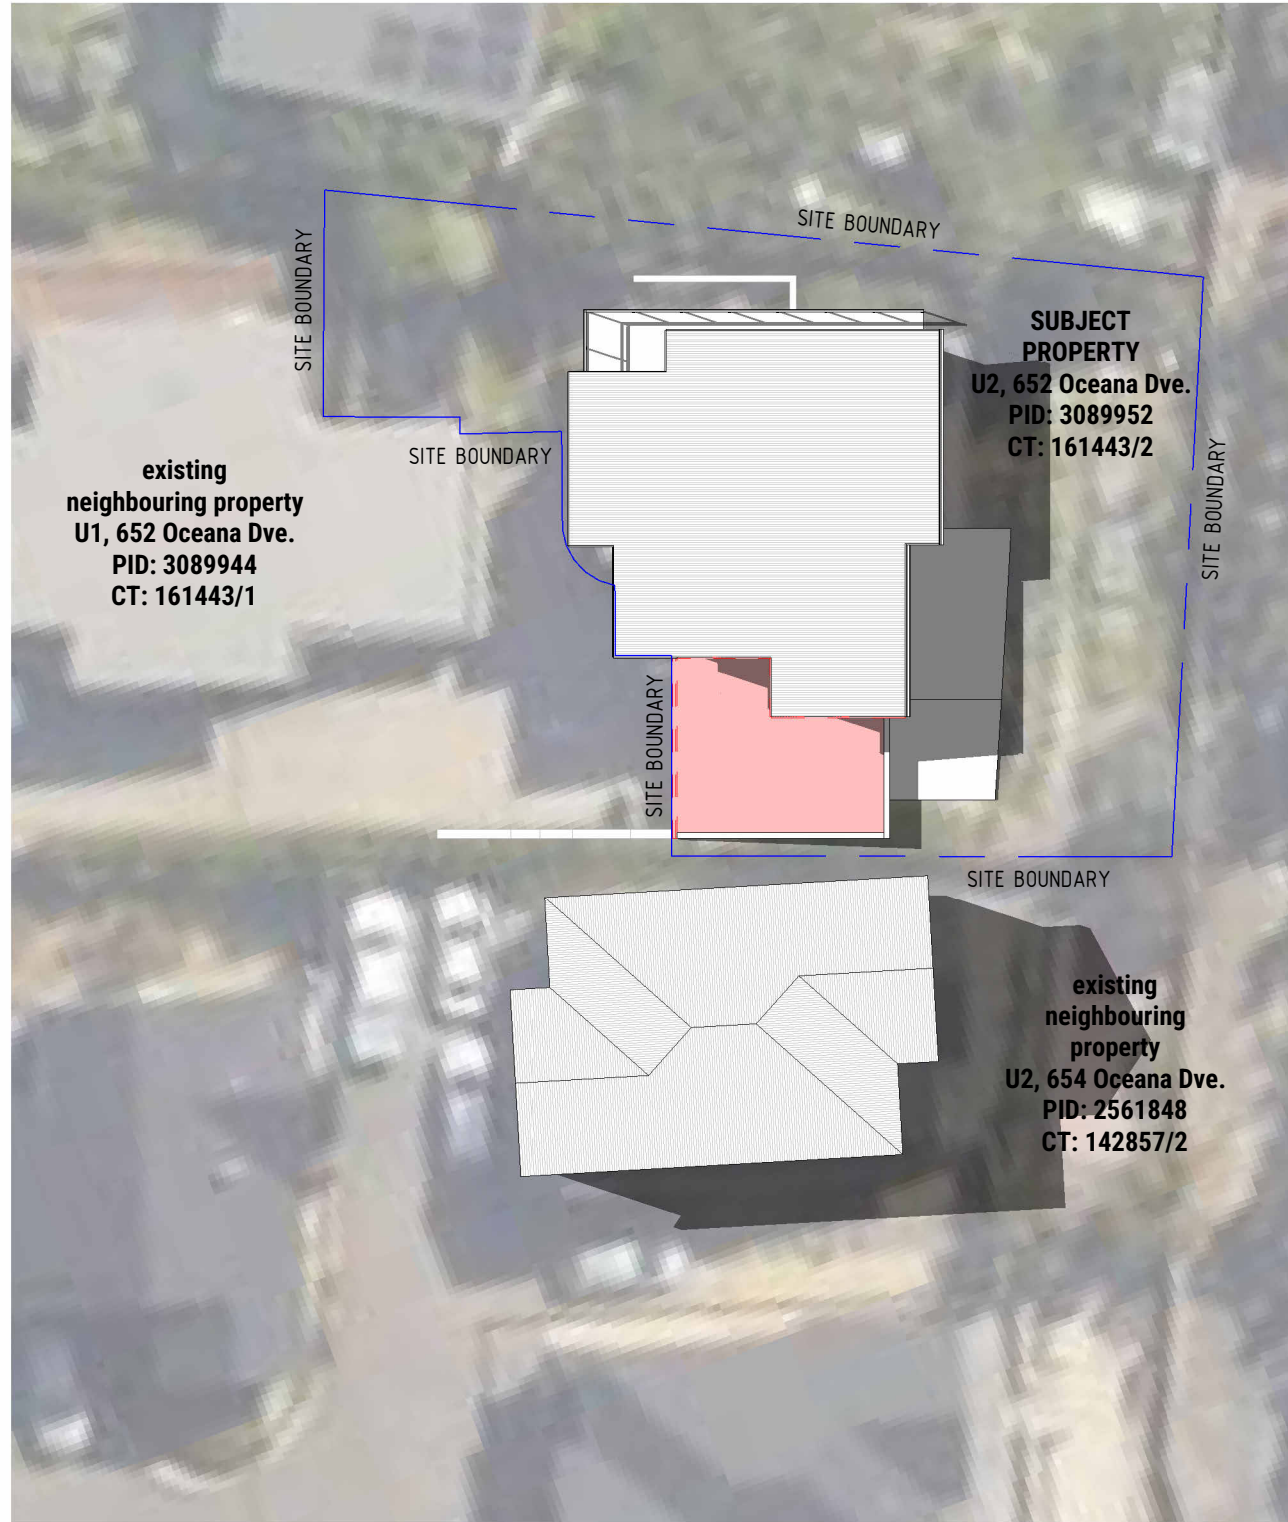 SITE BOUNDARY
SITE BOUNDARY
SUBJECT
PROPERTY
U2, 652 Oceana Dve.
PID: 3089952
CT: 161443/2
SITE BOUNDARY
existing
neighbouring property
U1, 652 Oceana Dve.
PID: 3089944
CT: 161443/1
SITE BOUNDARY
SITE BOUNDARY
SITE BOUNDARY
existing
neighbouring
property
U2, 654 Oceana Dve.
PID: 2561848
CT: 142857/2